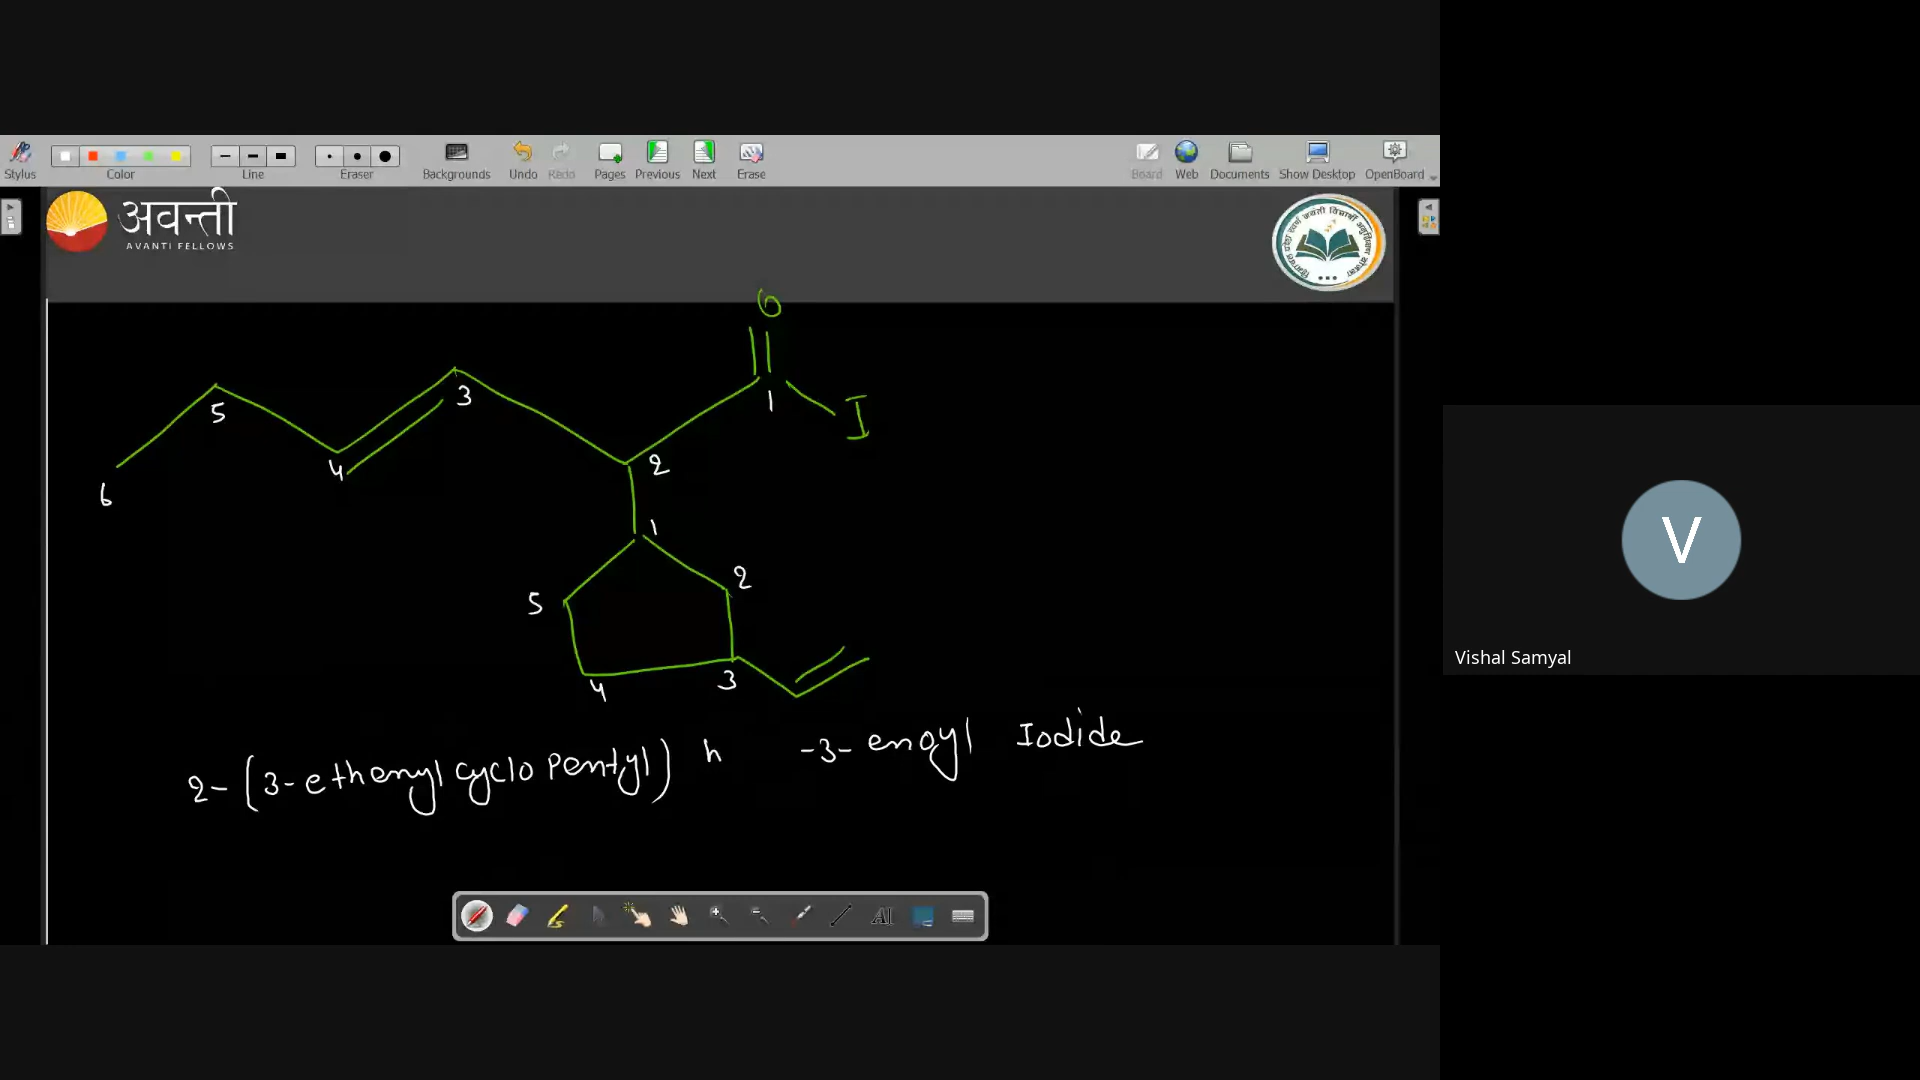 Stylus Color Line Eraser Backgrounds Undo Redo Pages Previous Next Erase Board Web Documents Show Desktop OpenBoard
अवन्ती
AVANTI FELLOWS
O
1
I
3
5
4
2
6
1
2
5
3
4
2-(3-ethenyl cyclo Pentyl) h -3-enoyl Iodide
AI
V
Vishal Samyal